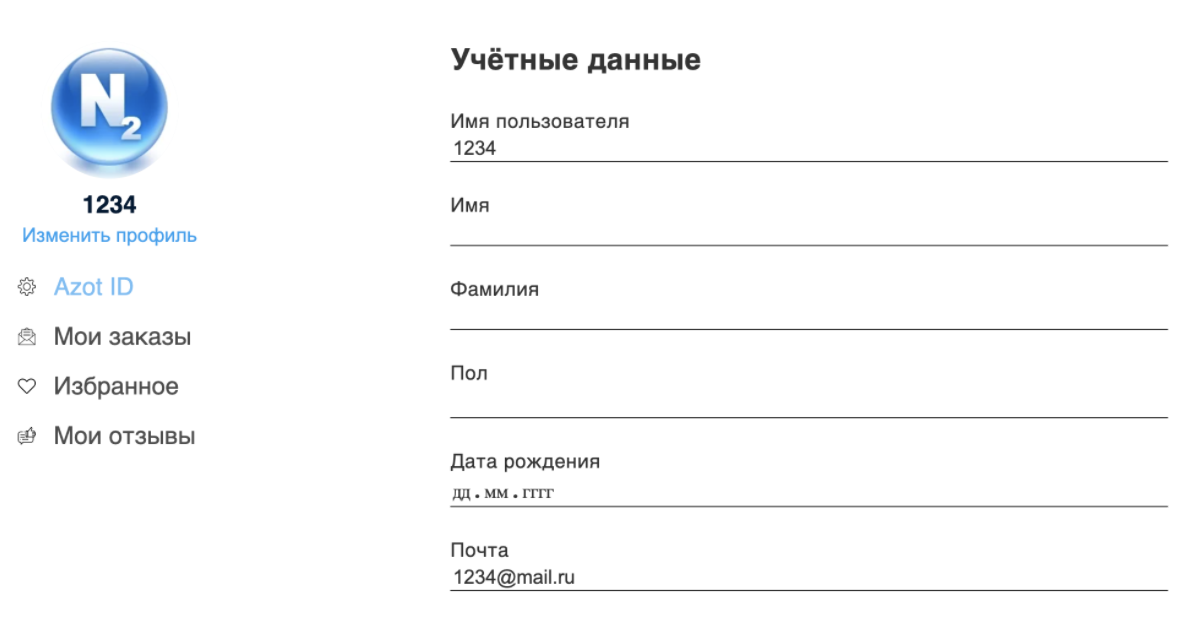 N2
1234
Изменить профиль
Azot ID
Мои заказы
Избранное
Мои отзывы
Учётные данные
Имя пользователя
1234
Имя
Фамилия
Пол
Дата рождения
дд.мм.гггг
Почта
1234@mail.ru